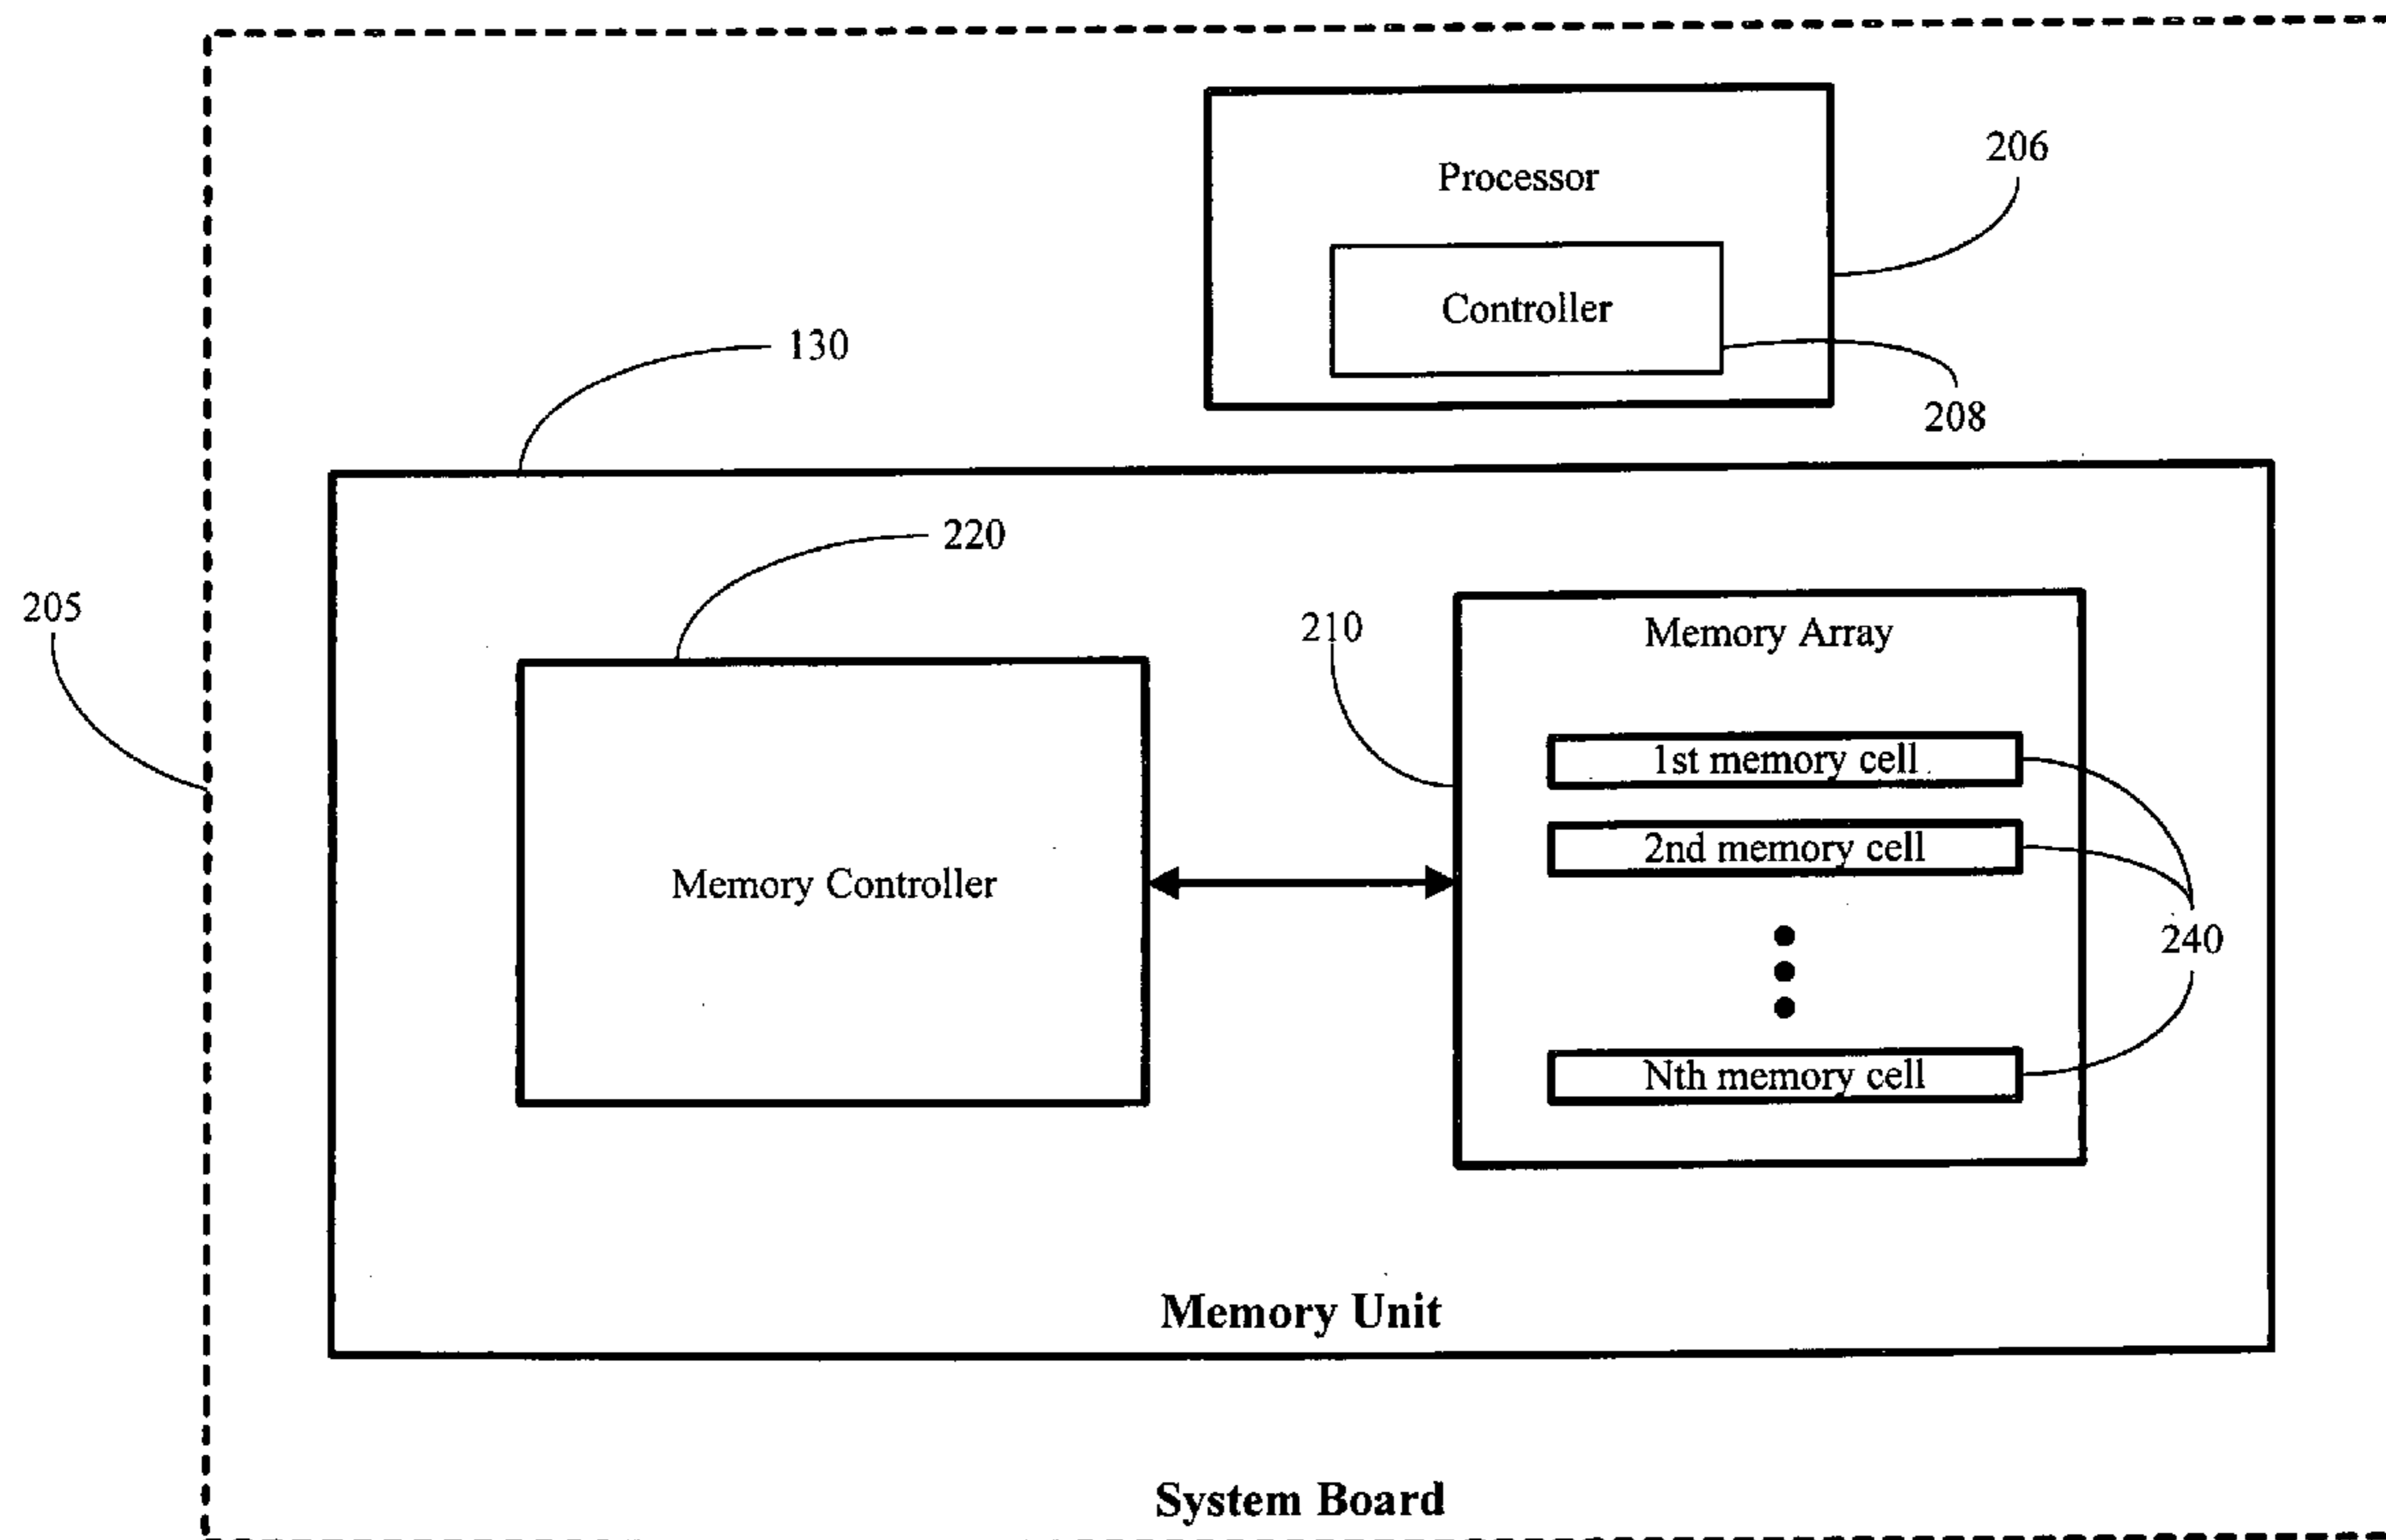 206
Processor
Controller
130
208
220
205
210
Memory Array
1st memory cell
Memory Controller
2nd memory cell
240
Nth memory cell
Memory Unit
System Board